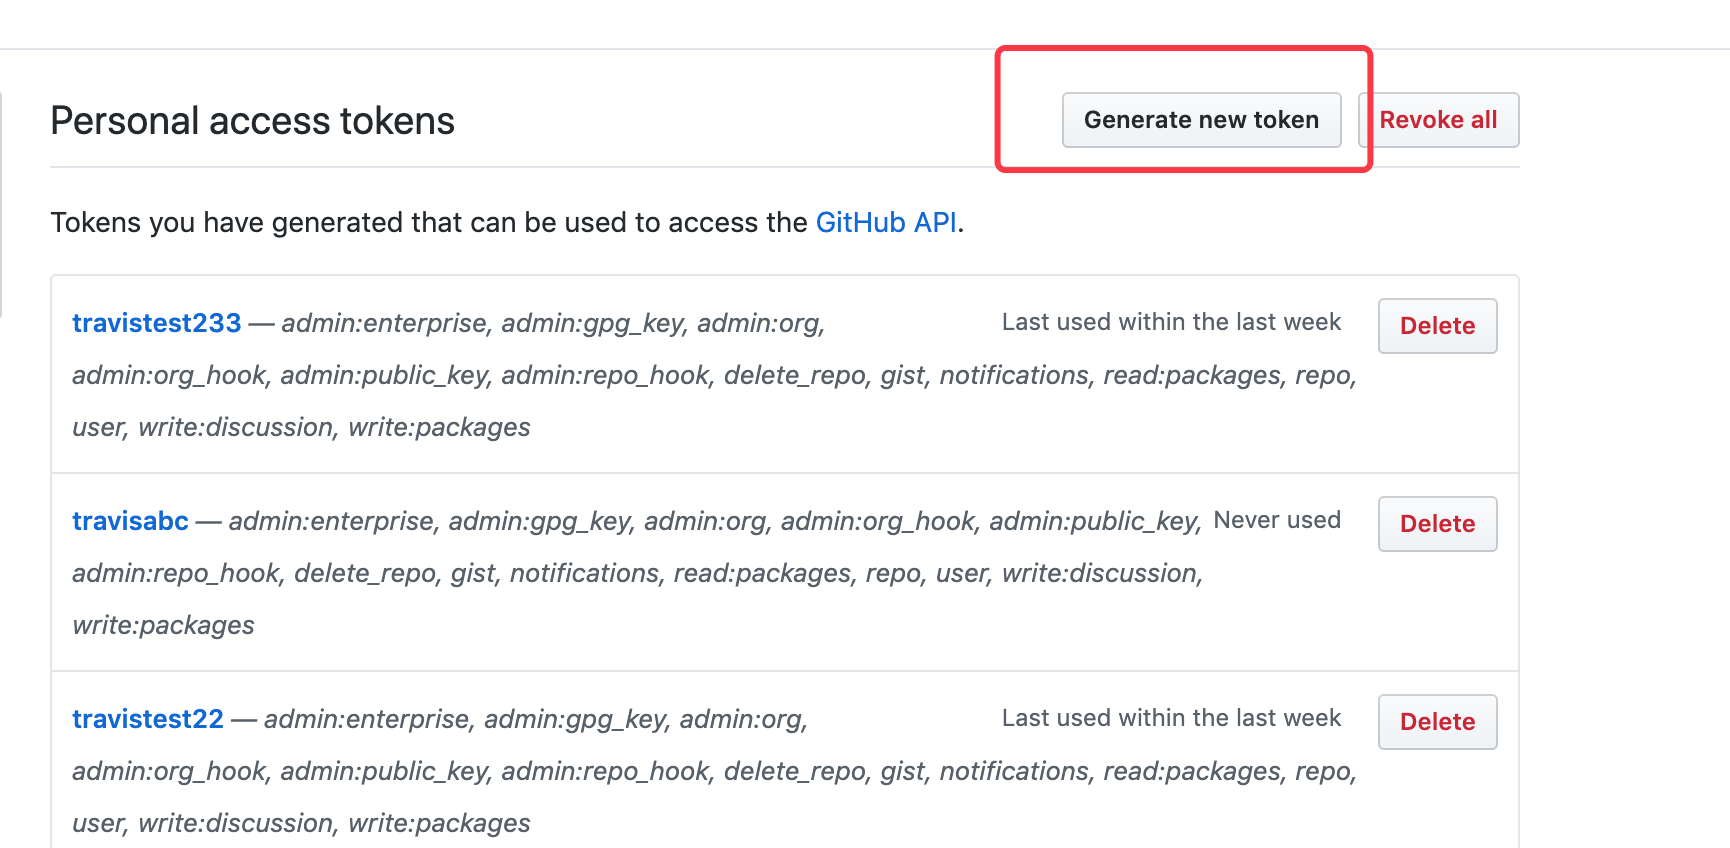 Personal access tokens
Generate new token
Revoke all
Tokens you have generated that can be used to access the GitHub API.
travistest233 — admin:enterprise, admin:gpg_key, admin:org,
Last used within the last week
Delete
admin:org_hook, admin:public_key, admin:repo_hook, delete_repo, gist, notifications, read:packages, repo,
user, write:discussion, write:packages
travisabc — admin:enterprise, admin:gpg_key, admin:org, admin:org_hook, admin:public_key,
Never used
Delete
admin:repo_hook, delete_repo, gist, notifications, read:packages, repo, user, write:discussion,
write:packages
travistest22 — admin:enterprise, admin:gpg_key, admin:org,
Last used within the last week
Delete
admin:org_hook, admin:public_key, admin:repo_hook, delete_repo, gist, notifications, read:packages, repo,
user, write:discussion, write:packages